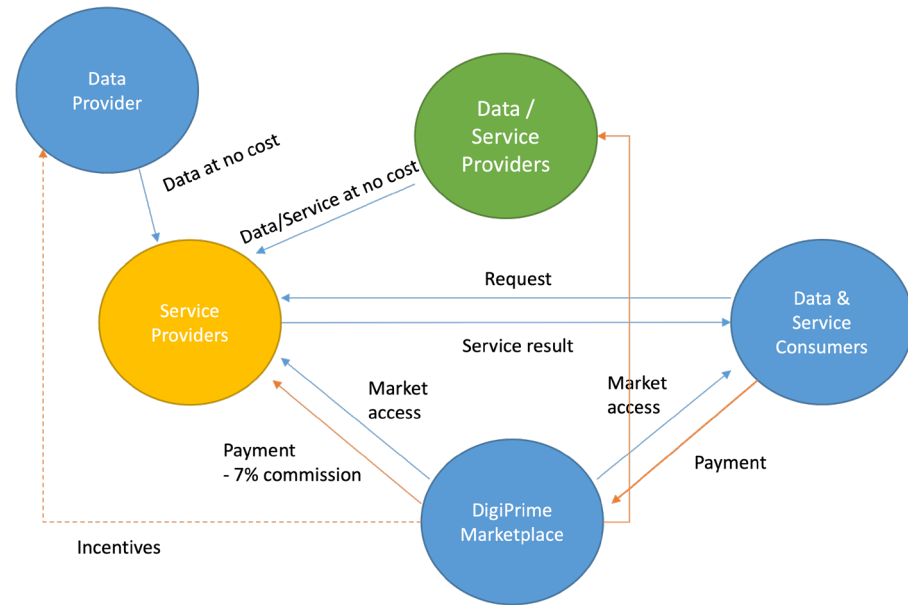 Data
Provider
Data /
Service
Providers
Data at no cost
Data/Service at no cost
Request
Service
Providers
Data &
Service
Consumers
Service result
Market
access
Market
access
Payment
- 7% commission
Payment
DigiPrime
Marketplace
Incentives